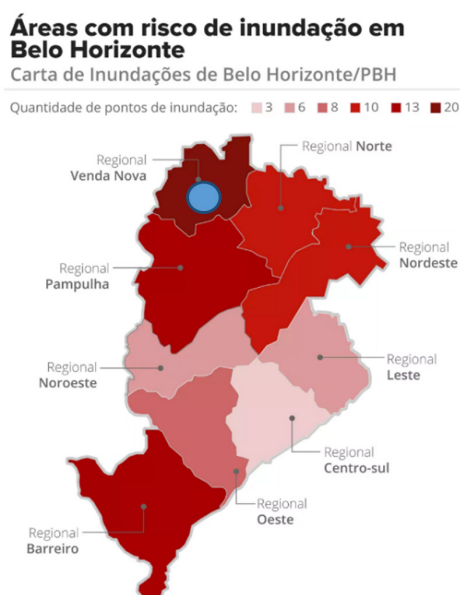 Áreas com risco de inundação em
Belo Horizonte
Carta de Inundações de Belo Horizonte/PBH
Quantidade de pontos de inundação: 3 6 8 10 13 20
Regional Norte
Regional
Venda Nova
Regional
Nordeste
Regional
Pampulha
Regional
Noroeste
Regional
Leste
Regional
Centro-sul
Regional
Oeste
Regional
Barreiro